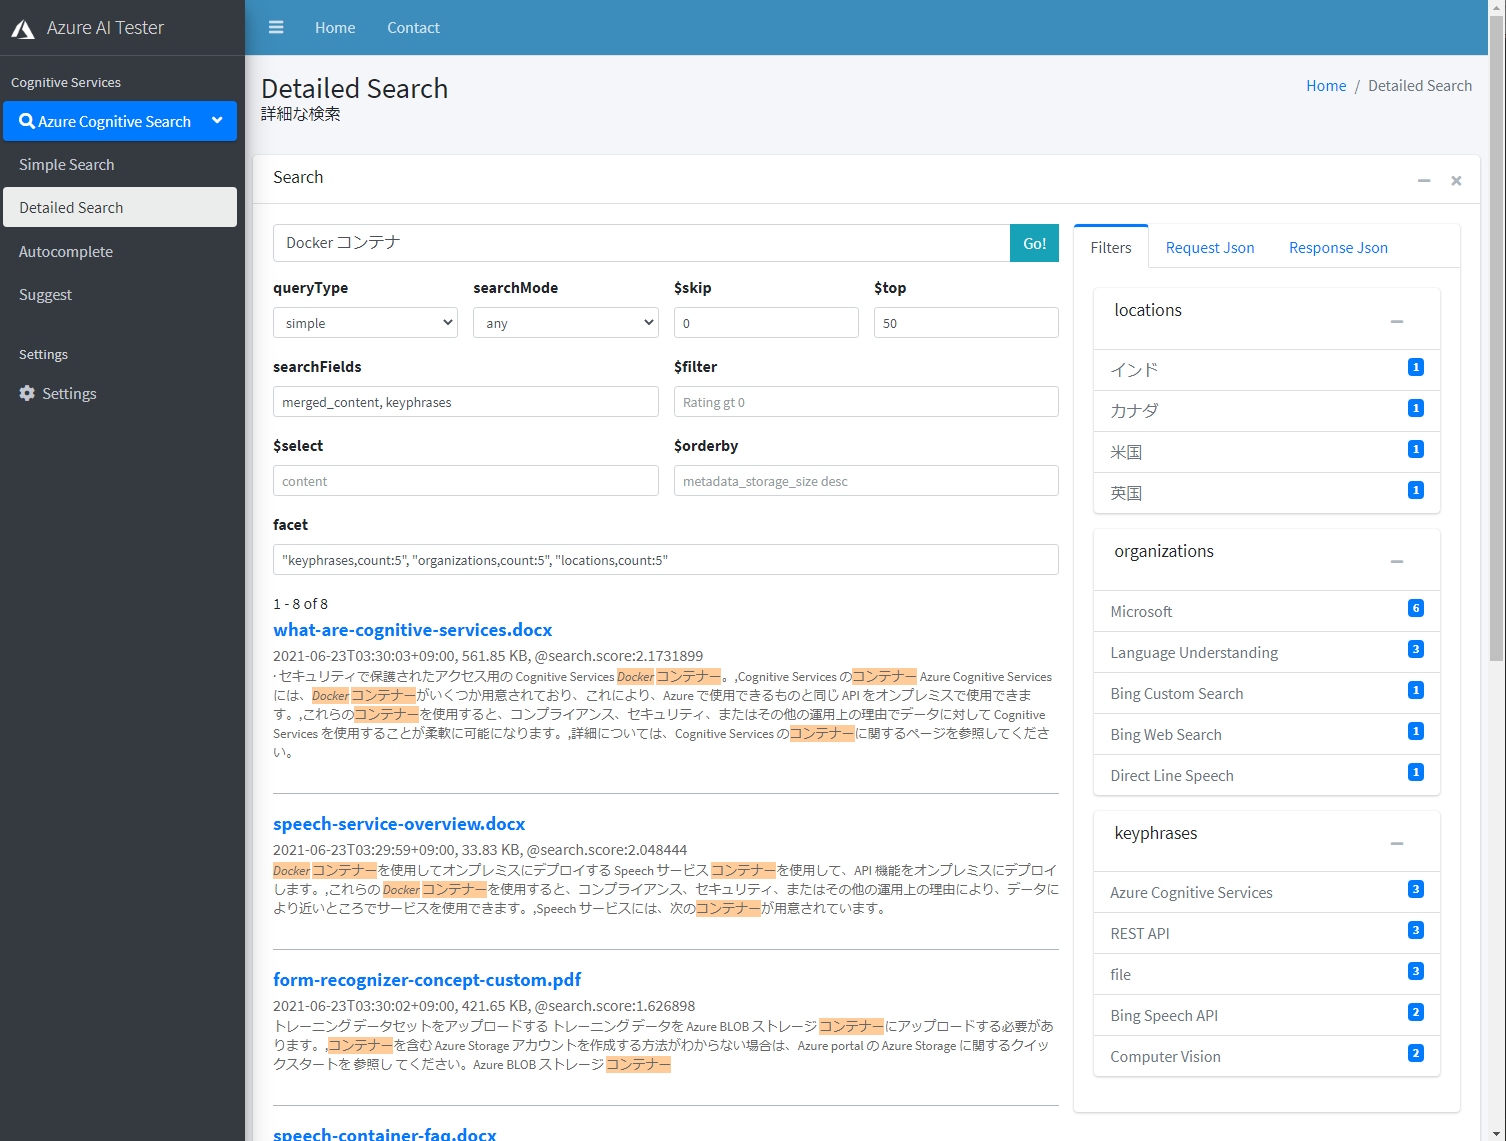 Azure AI Tester
Home
Contact
Cognitive Services
Azure Cognitive Search
Simple Search
Detailed Search
Autocomplete
Suggest
Settings
Settings
Detailed Search
詳細な検索
Home / Detailed Search
Search
Docker コンテナ
Go!
queryType
searchMode
$skip
$top
simple
any
0
50
searchFields
$filter
merged_content, keyphrases
Rating gt 0
$select
$orderby
content
metadata_storage_size desc
facet
"keyphrases,count:5", "organizations,count:5", "locations,count:5"
1 - 8 of 8
what-are-cognitive-services.docx
2021-06-23T03:30:03+09:00, 561.85 KB, @search.score:2.1731899
· セキュリティで保護されたアクセス用の Cognitive Services Docker コンテナー。,Cognitive Services のコンテナー Azure Cognitive Services
には、Docker コンテナーがいくつか用意されており、これにより、Azure で使用できるものと同じ API をオンプレミスで使用できま
す。,これらのコンテナーを使用すると、コンプライアンス、セキュリティ、またはその他の運用上の理由でデータに対して Cognitive
Services を使用することが柔軟に可能になります。,詳細については、Cognitive Services のコンテナーに関するページを参照してくださ
い。
speech-service-overview.docx
2021-06-23T03:29:59+09:00, 33.83 KB, @search.score:2.048444
Docker コンテナーを使用してオンプレミスにデプロイする Speech サービス コンテナーを使用して、API 機能をオンプレミスにデプロイ
します。,これらの Docker コンテナーを使用すると、コンプライアンス、セキュリティ、またはその他の運用上の理由により、データに
より近いところでサービスを使用できます。,Speech サービスには、次のコンテナーが用意されています。
form-recognizer-concept-custom.pdf
2021-06-23T03:30:02+09:00, 421.65 KB, @search.score:1.626898
トレーニング データセットをアップロードする トレーニング データを Azure BLOB ストレージ コンテナーにアップロードする必要があ
ります。,コンテナーを含む Azure Storage アカウントを作成する方法がわからない場合は、Azure portal の Azure Storage に関するクイッ
クスタートを 参照し てください。Azure BLOB ストレージ コンテナー
speech-container-faq.docx
Filters
Request Json
Response Json
locations
インド 1
カナダ 1
米国 1
英国 1
organizations
Microsoft 6
Language Understanding 3
Bing Custom Search 1
Bing Web Search 1
Direct Line Speech 1
keyphrases
Azure Cognitive Services 3
REST API 3
file 3
Bing Speech API 2
Computer Vision 2